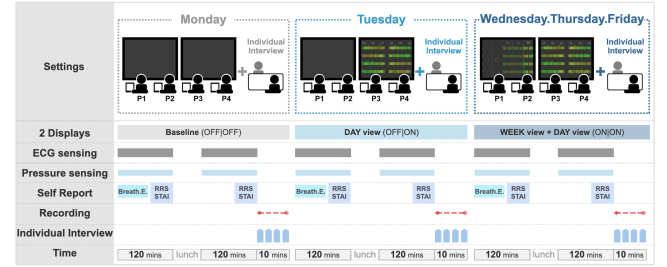 Settings
Monday
Individual
Interview
P1 P2 P3 P4
Tuesday
Individual
Interview
P1 P2 P3 P4
Wednesday.Thursday.Friday
Individual
Interview
P1 P2 P3 P4
2 Displays
Baseline (OFF|OFF)
DAY view (OFF|ON)
WEEK view + DAY view (ON|ON)
ECG sensing
Pressure sensing
Self Report
Breath.E.
RRS
STAI
RRS
STAI
Breath.E.
RRS
STAI
RRS
STAI
Breath.E.
RRS
STAI
RRS
STAI
Recording
Individual Interview
Time
120 mins lunch 120 mins 10 mins
120 mins lunch 120 mins 10 mins
120 mins lunch 120 mins 10 mins